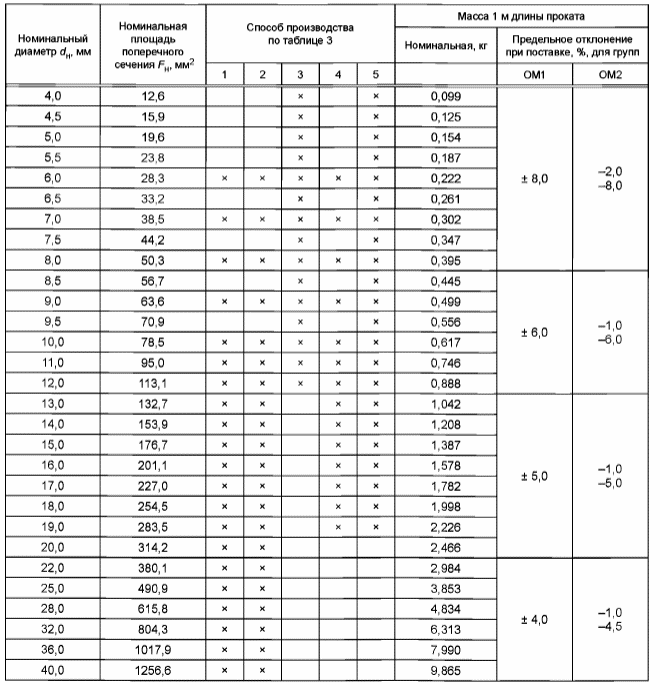 Номинальный диаметр dн, мм
Номинальная площадь поперечного сечения Fн, мм2
Способ производства по таблице 3
Масса 1 м длины проката
Номинальная, кг
Предельное отклонение при поставке, %, для групп
1 2 3 4 5 ОМ1 ОМ2
4,0 12,6 × × 0,099
4,5 15,9 × × 0,125
5,0 19,6 × × 0,154
5,5 23,8 × × 0,187
6,0 28,3 × × × × × 0,222 ± 8,0 –2,0 –8,0
6,5 33,2 × × 0,261
7,0 38,5 × × × × × 0,302
7,5 44,2 × × 0,347
8,0 50,3 × × × × × 0,395
8,5 56,7 × × 0,445
9,0 63,6 × × × × × 0,499
9,5 70,9 × × 0,556 ± 6,0 –1,0 –6,0
10,0 78,5 × × × × × 0,617
11,0 95,0 × × × × × 0,746
12,0 113,1 × × × × × 0,888
13,0 132,7 × × × × 1,042
14,0 153,9 × × × × 1,208
15,0 176,7 × × × × 1,387
16,0 201,1 × × × × 1,578 ± 5,0 –1,0 –5,0
17,0 227,0 × × × × 1,782
18,0 254,5 × × × × 1,998
19,0 283,5 × × × × 2,226
20,0 314,2 × × 2,466
22,0 380,1 × × 2,984
25,0 490,9 × × 3,853
28,0 615,8 × × 4,834 ± 4,0 –1,0 –4,5
32,0 804,3 × × 6,313
36,0 1017,9 × × 7,990
40,0 1256,6 × × 9,865